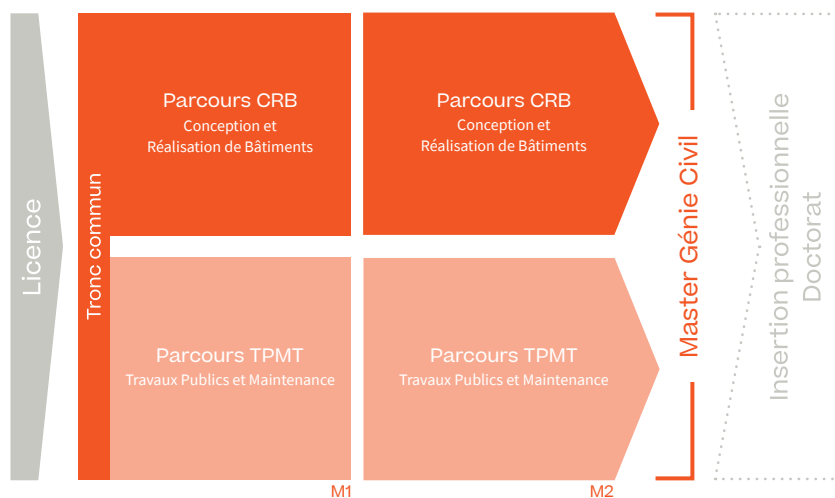 Licence
Tronc commun
Parcours CRB
Conception et
Réalisation de Bâtiments
Parcours CRB
Conception et
Réalisation de Bâtiments
Parcours TPMT
Travaux Publics et Maintenance
Parcours TPMT
Travaux Publics et Maintenance
M1
M2
Master Génie Civil
Insertion professionnelle
Doctorat